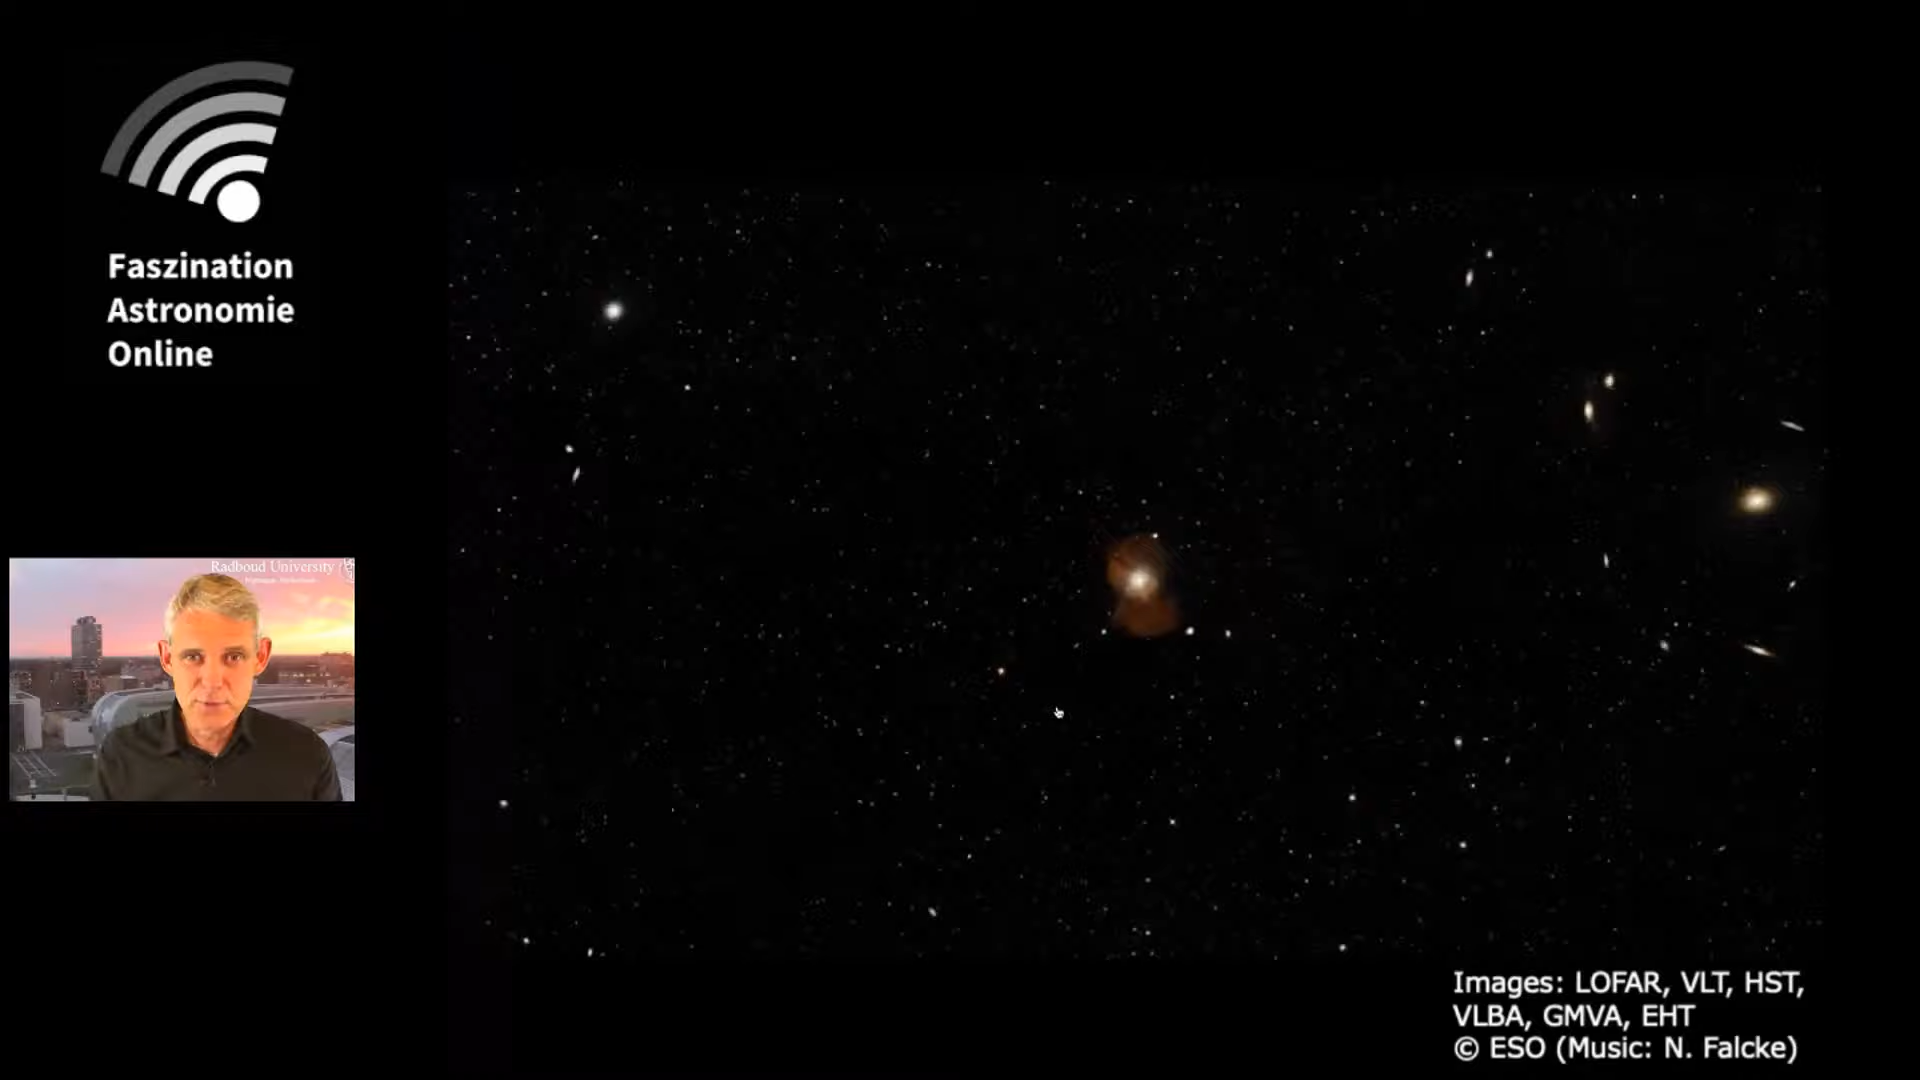 Faszination
Astronomie
Online
Radboud University
Images: LOFAR, VLT, HST,
VLBA, GMVA, EHT
© ESO (Music: N. Falcke)